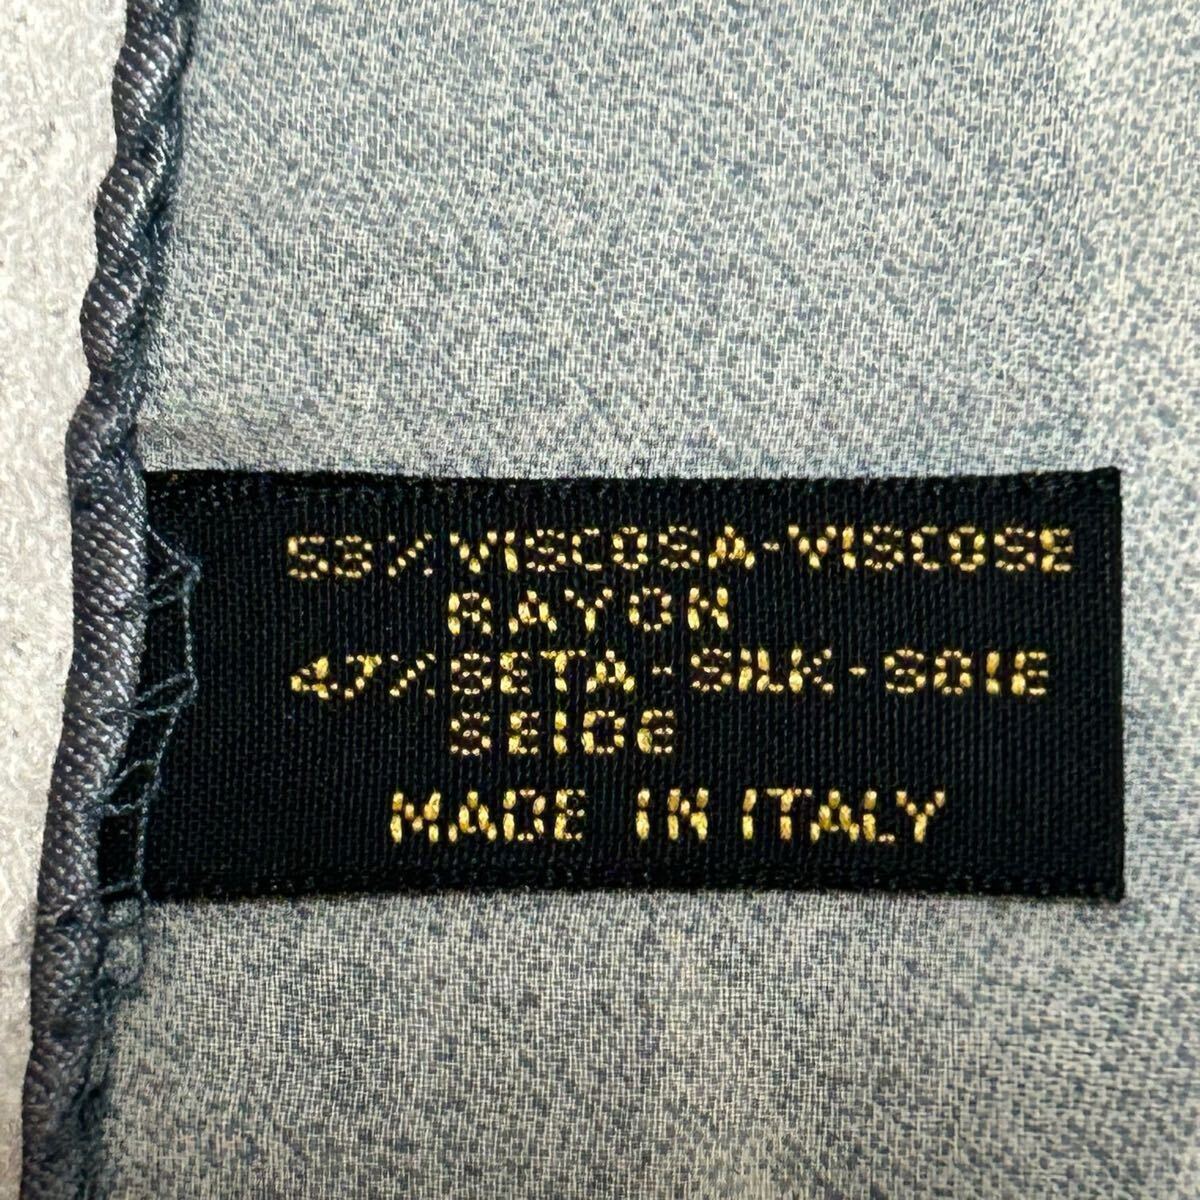 53% VISCOSA-VISCOSE
RAYON
47% SETA-SILK-SOIE
SEIDE
MADE IN ITALY